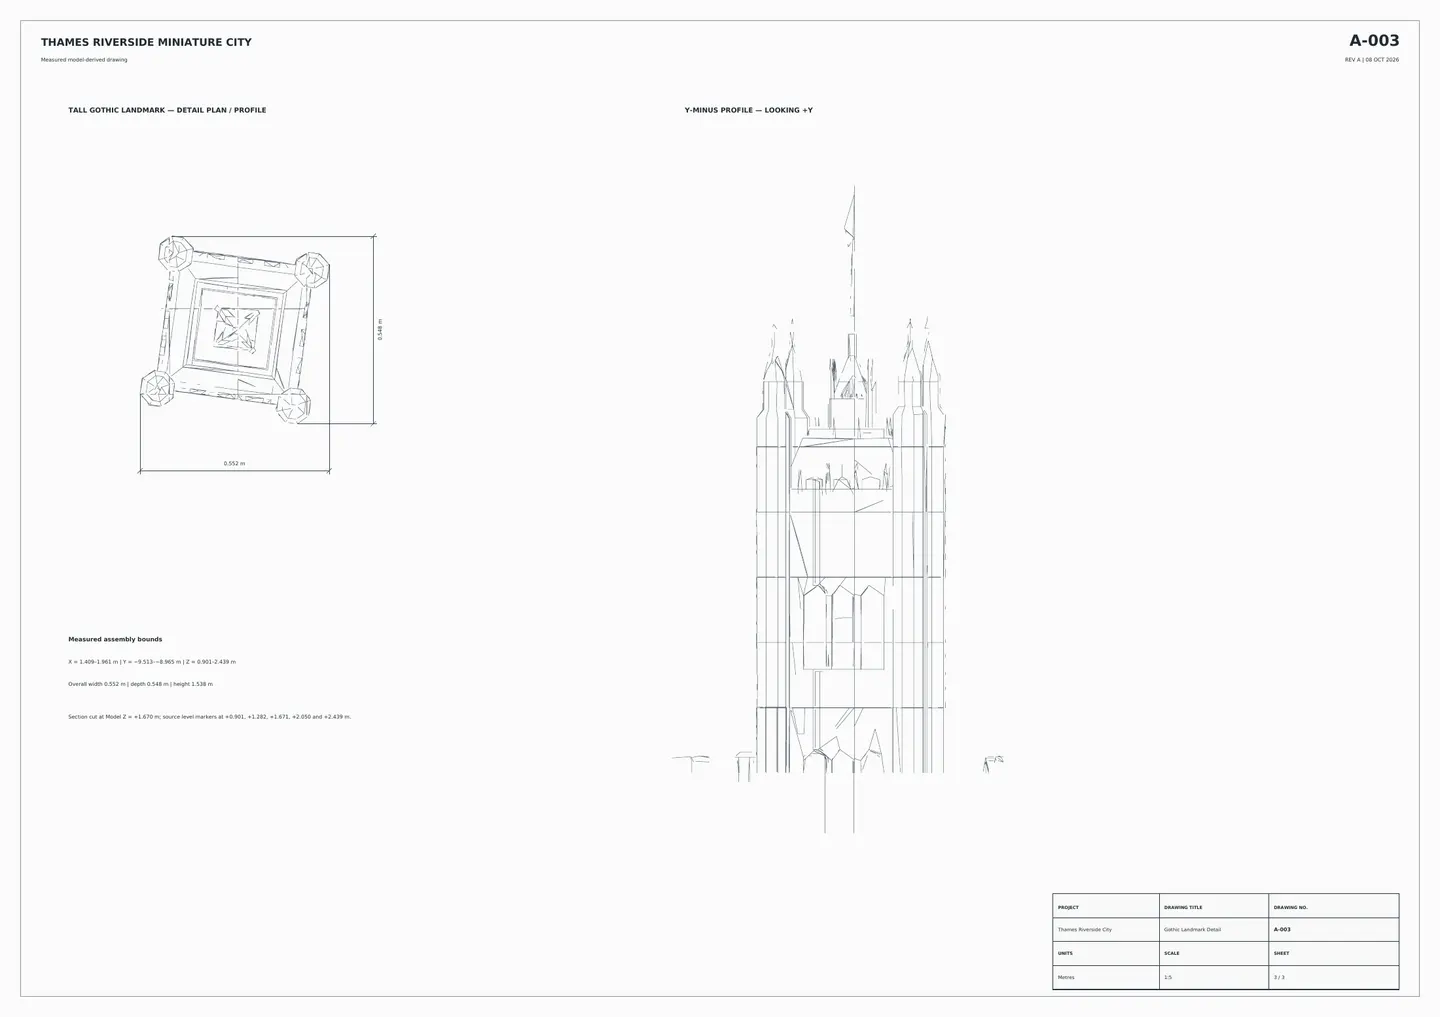 THAMES RIVERSIDE MINIATURE CITY
A-003
Measured model-derived drawing
REV A | 08 OCT 2026
TALL GOTHIC LANDMARK — DETAIL PLAN / PROFILE
Y-MINUS PROFILE — LOOKING +Y
0.548 m
0.552 m
Measured assembly bounds
X = 1.409–1.961 m | Y = −9.513–−8.965 m | Z = 0.901–2.439 m
Overall width 0.552 m | depth 0.548 m | height 1.538 m
Section cut at Model Z = +1.670 m; source level markers at +0.901, +1.282, +1.671, +2.050 and +2.439 m.
PROJECT DRAWING TITLE DRAWING NO.
Thames Riverside City Gothic Landmark Detail A-003
UNITS SCALE SHEET
Metres 1:5 3 / 3